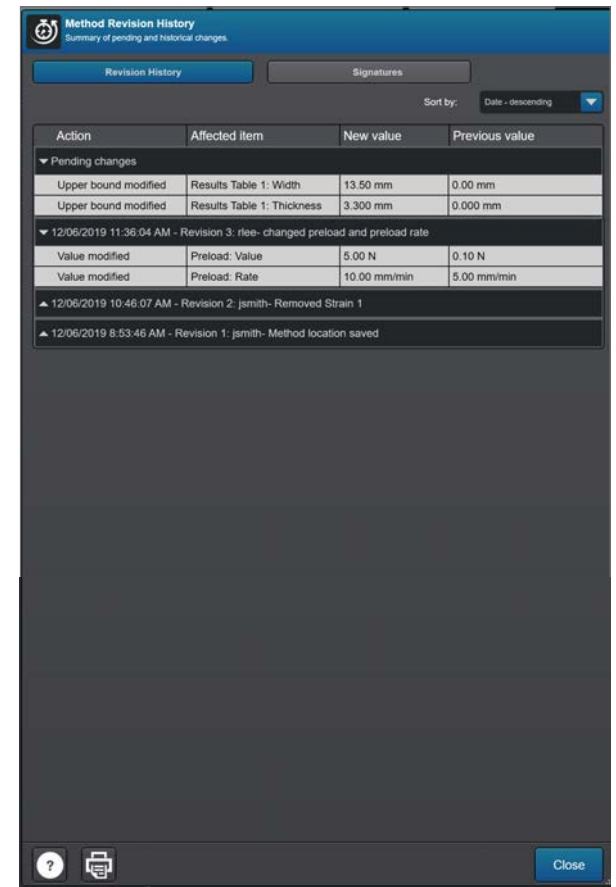 Method Revision History
Summary of pending and historical changes.
Revision History Signatures
Sort by: Date - descending
Action Affected item New value Previous value
Pending changes
Upper bound modified Results Table 1: Width 13.50 mm 0.00 mm
Upper bound modified Results Table 1: Thickness 3.300 mm 0.000 mm
12/06/2019 11:36:04 AM - Revision 3: rlee- changed preload and preload rate
Value modified Preload: Value 5.00 N 0.10 N
Value modified Preload: Rate 10.00 mm/min 5.00 mm/min
12/06/2019 10:46:07 AM - Revision 2: jsmith- Removed Strain 1
12/06/2019 8:53:46 AM - Revision 1: jsmith- Method location saved
? Close